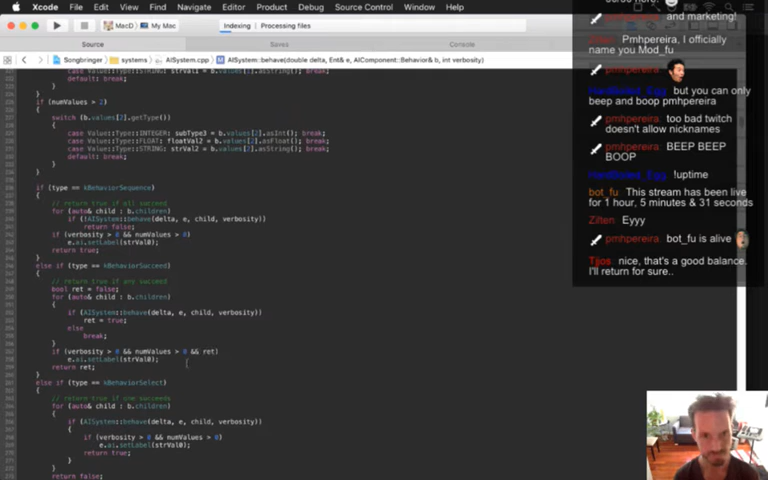 Xcode File Edit View Find Navigate Editor Product Debug Source Control Window Help
MacD My Mac
Indexing | Processing files
Source Saves Console
Songbringer systems AISystem.cpp AISystem::behave(double delta, Ent& e, AIComponent::Behavior& b, int verbosity)
default: break;
}
}
if (numValues > 2)
{
switch (b.values[2].getType())
{
case Value::Type::INTEGER: subType3 = b.values[2].asInt(); break;
case Value::Type::FLOAT: floatVal2 = b.values[2].asFloat(); break;
case Value::Type::STRING: strVal2 = b.values[2].asString(); break;
default: break;
}
}
if (type == kBehaviorSequence)
{
// return true if all succeed
for (auto& child : b.children)
if (!AISystem::behave(delta, e, child, verbosity))
return false;
if (verbosity > 0 && numValues > 0)
e.ai.setLabel(strVal0);
return true;
}
else if (type == kBehaviorSucceed)
{
// return true if any succeed
bool ret = false;
for (auto& child : b.children)
{
if (AISystem::behave(delta, e, child, verbosity))
ret = true;
else
break;
}
if (verbosity > 0 && numValues > 0 && ret)
e.ai.setLabel(strVal0);
return ret;
}
else if (type == kBehaviorSelect)
{
// return true if one succeeds
for (auto& child : b.children)
{
if (AISystem::behave(delta, e, child, verbosity))
{
if (verbosity > 0 && numValues > 0)
e.ai.setLabel(strVal0);
return true;
}
}
return false;
and marketing!
Pmhpereira, I officially
name you Mod_fu
but you can only
beep and boop pmhpereira
pmhpereira: too bad twitch
doesn't allow nicknames
pmhpereira: BEEP BEEP
BOOP
!uptime
bot_fu: This stream has been live
for 1 hour, 5 minutes & 31 seconds
Zilten: Eyyy
pmhpereira: bot_fu is alive
Tjjos: nice, that's a good balance.
I'll return for sure..